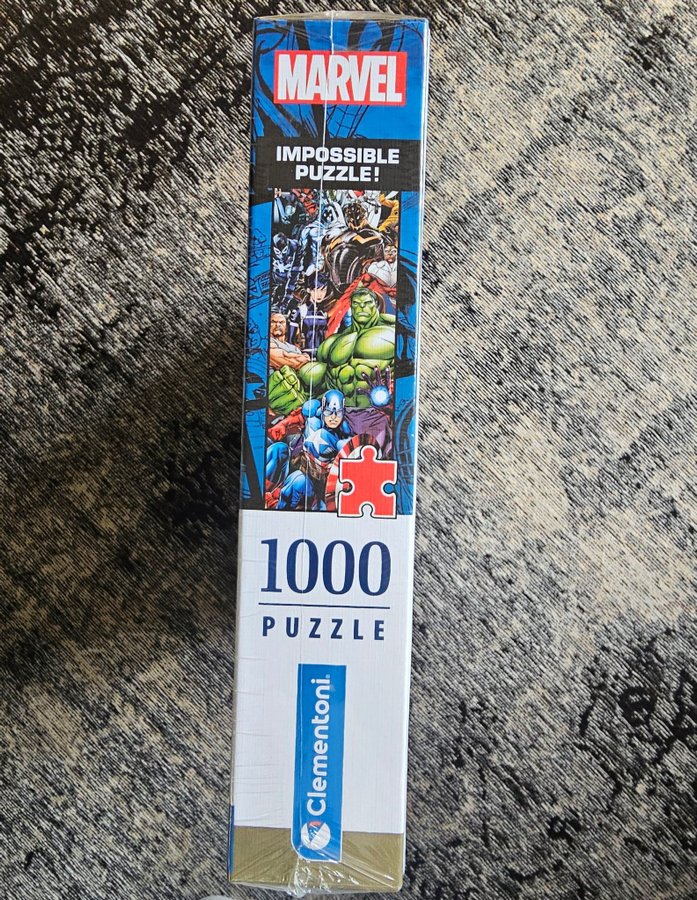 MARVEL
IMPOSSIBLE
PUZZLE!
1000
PUZZLE
Clementoni®